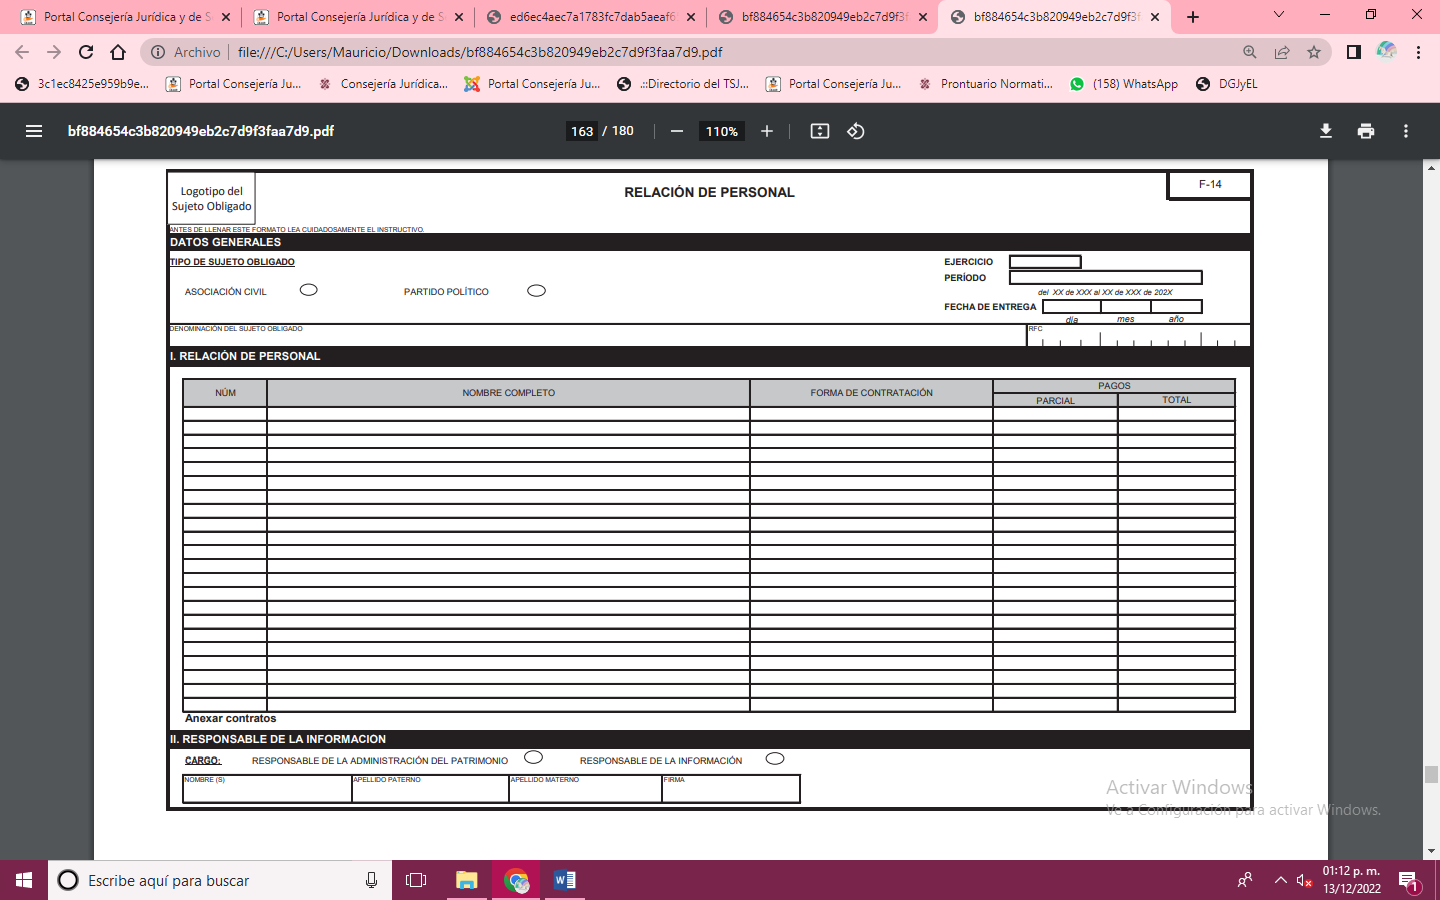 Portal Consejería Jurídica y de S
Portal Consejería Jurídica y de S
ed6ec4aec7a1783fc7dab5aeaf6
bf884654c3b820949eb2c7d9f3f
bf884654c3b820949eb2c7d9f3f
Archivo
file:///C:/Users/Mauricio/Downloads/bf884654c3b820949eb2c7d9f3faa7d9.pdf
3c1ec8425e959b9e...
Portal Consejería Ju...
Consejería Jurídica...
Portal Consejería Ju...
.::Directorio del TSJ...
Portal Consejería Ju...
Prontuario Normati...
(158) WhatsApp
DGJyEL
bf884654c3b820949eb2c7d9f3faa7d9.pdf
163 / 180
110%
Logotipo del
Sujeto Obligado
RELACIÓN DE PERSONAL
F-14
ANTES DE LLENAR ESTE FORMATO LEA CUIDADOSAMENTE EL INSTRUCTIVO.
DATOS GENERALES
TIPO DE SUJETO OBLIGADO
EJERCICIO
PERÍODO
ASOCIACIÓN CIVIL
PARTIDO POLÍTICO
del XX de XXX al XX de XXX de 202X
FECHA DE ENTREGA
día
mes
año
DENOMINACIÓN DEL SUJETO OBLIGADO
RFC
I. RELACIÓN DE PERSONAL
NÚM
NOMBRE COMPLETO
FORMA DE CONTRATACIÓN
PAGOS
PARCIAL
TOTAL
Anexar contratos
II. RESPONSABLE DE LA INFORMACIÓN
CARGO:
RESPONSABLE DE LA ADMINISTRACIÓN DEL PATRIMONIO
RESPONSABLE DE LA INFORMACIÓN
NOMBRE (S)
APELLIDO PATERNO
APELLIDO MATERNO
FIRMA
Activar Windows
Ve a Configuración para activar Windows.
Escribe aquí para buscar
01:12 p. m.
13/12/2022
1